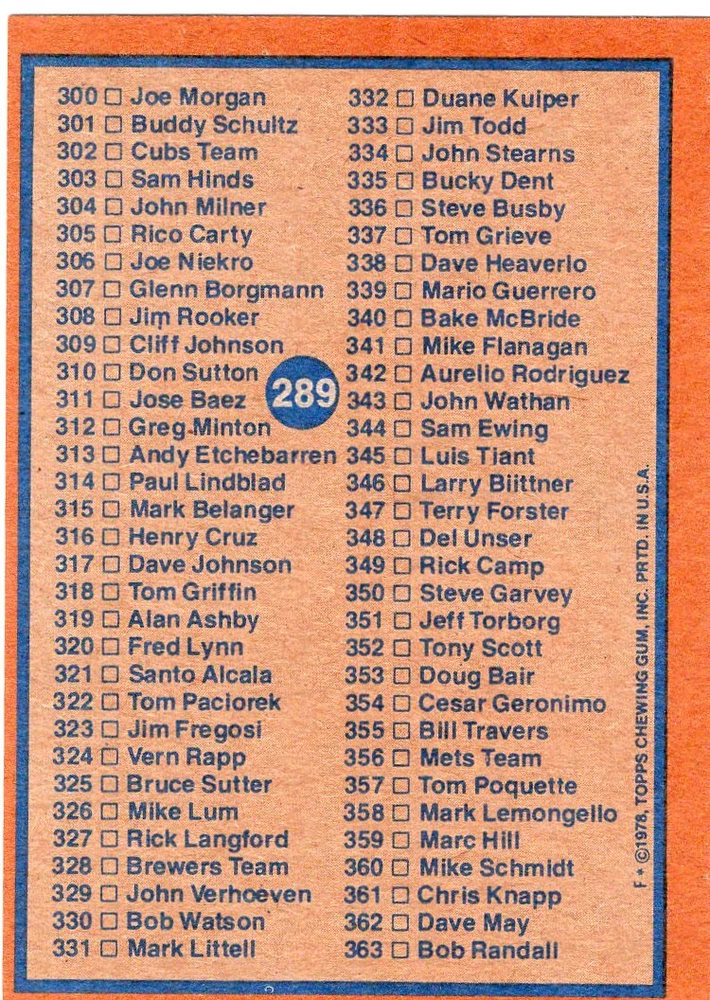 300 □ Joe Morgan
301 □ Buddy Schultz
302 □ Cubs Team
303 □ Sam Hinds
304 □ John Milner
305 □ Rico Carty
306 □ Joe Niekro
307 □ Glenn Borgmann
308 □ Jim Rooker
309 □ Cliff Johnson
310 □ Don Sutton
311 □ Jose Baez
312 □ Greg Minton
313 □ Andy Etchebarren
314 □ Paul Lindblad
315 □ Mark Belanger
316 □ Henry Cruz
317 □ Dave Johnson
318 □ Tom Griffin
319 □ Alan Ashby
320 □ Fred Lynn
321 □ Santo Alcala
322 □ Tom Paciorek
323 □ Jim Fregosi
324 □ Vern Rapp
325 □ Bruce Sutter
326 □ Mike Lum
327 □ Rick Langford
328 □ Brewers Team
329 □ John Verhoeven
330 □ Bob Watson
331 □ Mark Littell
289
332 □ Duane Kuiper
333 □ Jim Todd
334 □ John Stearns
335 □ Bucky Dent
336 □ Steve Busby
337 □ Tom Grieve
338 □ Dave Heaverlo
339 □ Mario Guerrero
340 □ Bake McBride
341 □ Mike Flanagan
342 □ Aurelio Rodriguez
343 □ John Wathan
344 □ Sam Ewing
345 □ Luis Tiant
346 □ Larry Biittner
347 □ Terry Forster
348 □ Del Unser
349 □ Rick Camp
350 □ Steve Garvey
351 □ Jeff Torborg
352 □ Tony Scott
353 □ Doug Bair
354 □ Cesar Geronimo
355 □ Bill Travers
356 □ Mets Team
357 □ Tom Poquette
358 □ Mark Lemongello
359 □ Marc Hill
360 □ Mike Schmidt
361 □ Chris Knapp
362 □ Dave May
363 □ Bob Randall
F * ©1978, TOPPS CHEWING GUM, INC. PRTD. IN U.S.A.